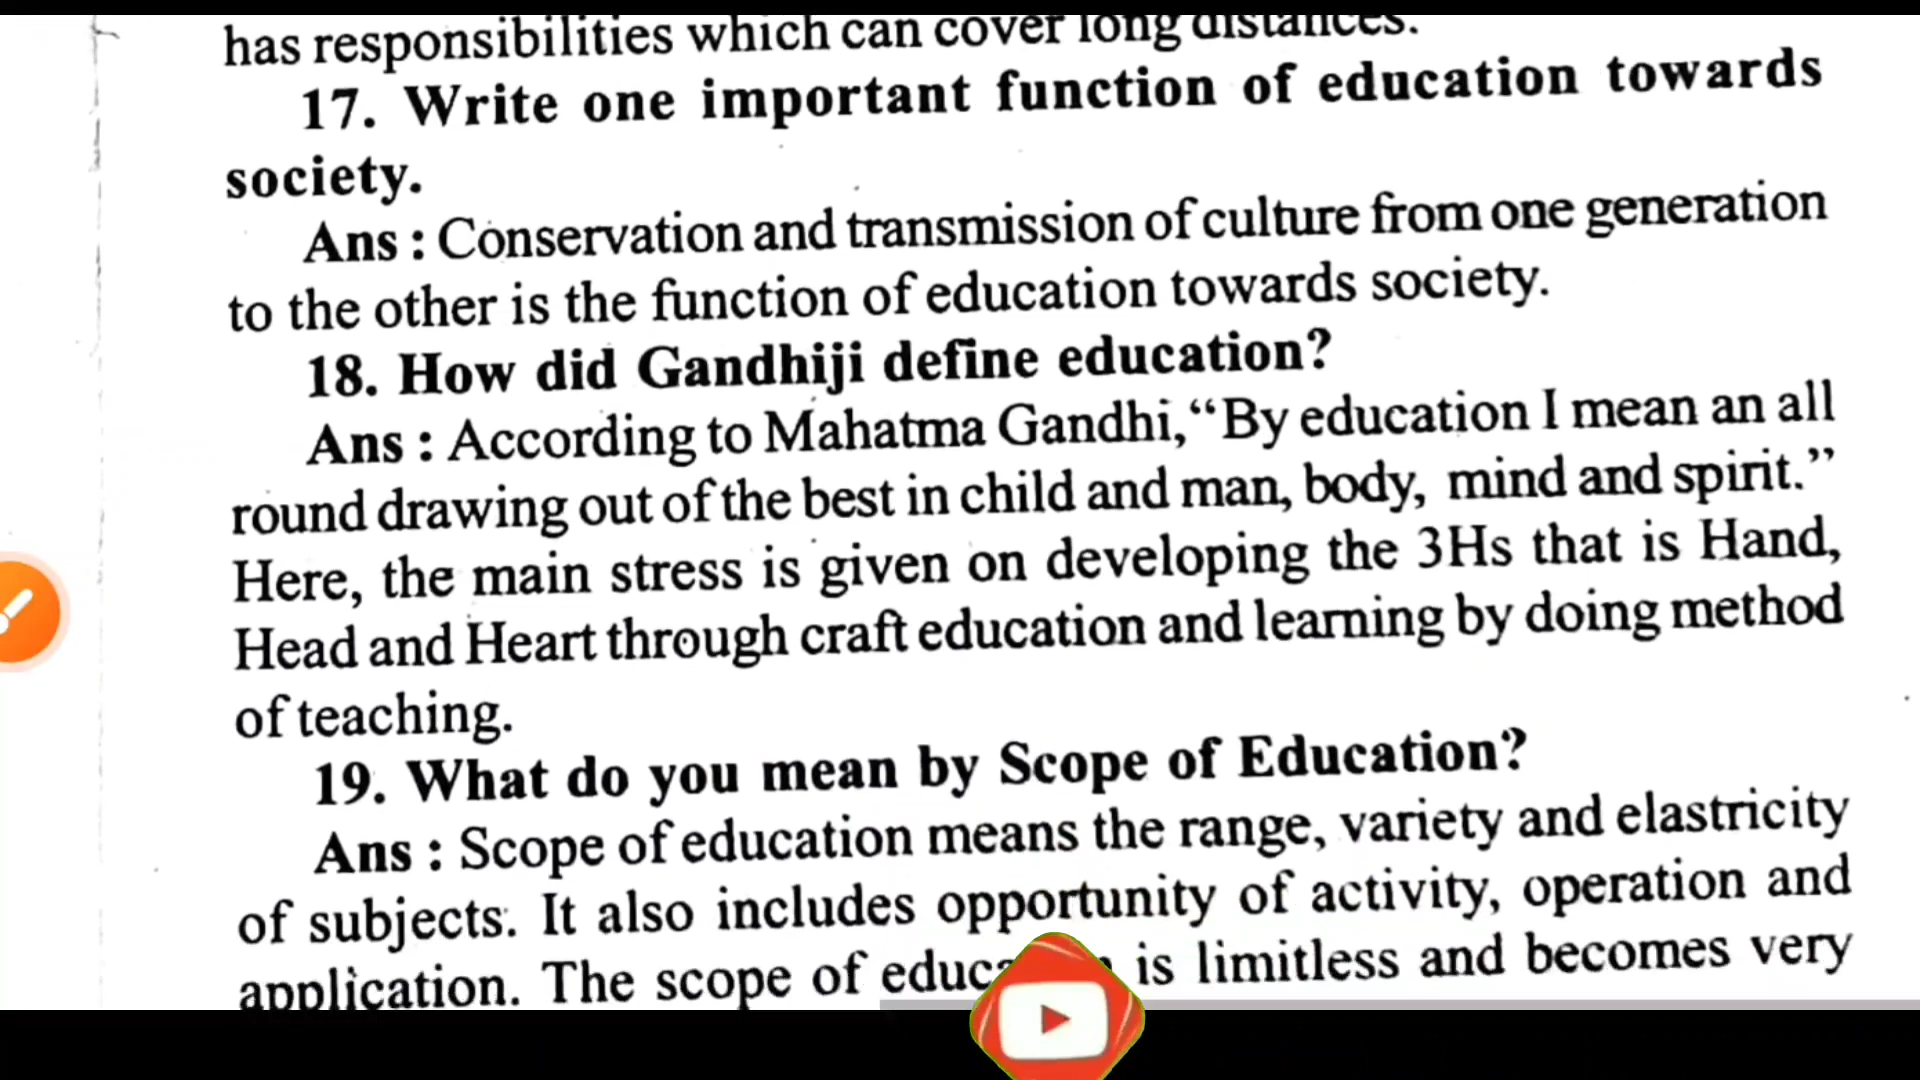 has responsibilities which can cover long distances.
17. Write one important function of education towards
society.
Ans : Conservation and transmission of culture from one generation
to the other is the function of education towards society.
18. How did Gandhiji define education?
Ans : According to Mahatma Gandhi, “By education I mean an all
round drawing out of the best in child and man, body, mind and spirit.”
Here, the main stress is given on developing the 3Hs that is Hand,
Head and Heart through craft education and learning by doing method
of teaching.
19. What do you mean by Scope of Education?
Ans : Scope of education means the range, variety and elastricity
of subjects. It also includes opportunity of activity, operation and
application. The scope of is limitless and becomes very